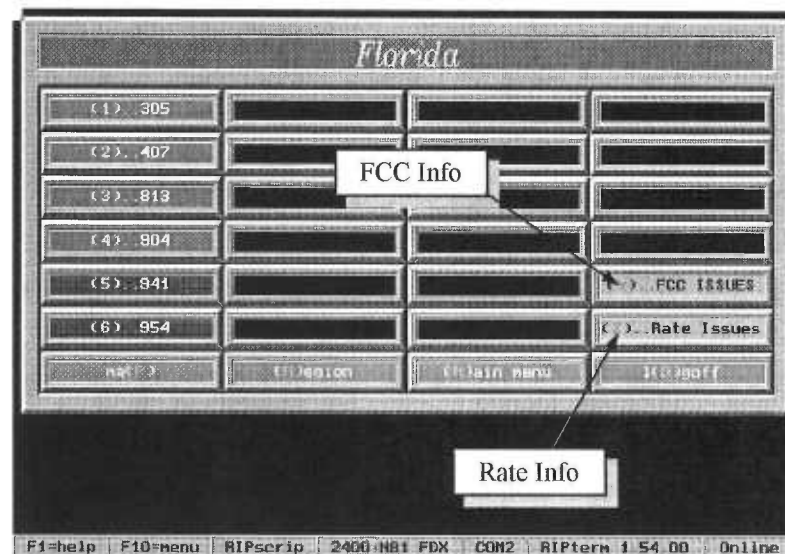 Florida
(1)..305
(2)..407
FCC Info
(3)..813
(4)..904
(5)..941
)..FCC ISSUES
(6)..954
)..Rate Issues
Rate Info
F1=help F10=menu RIPscrip 2400 N81 FDX COM2 RIPterm 1.54.00 Online